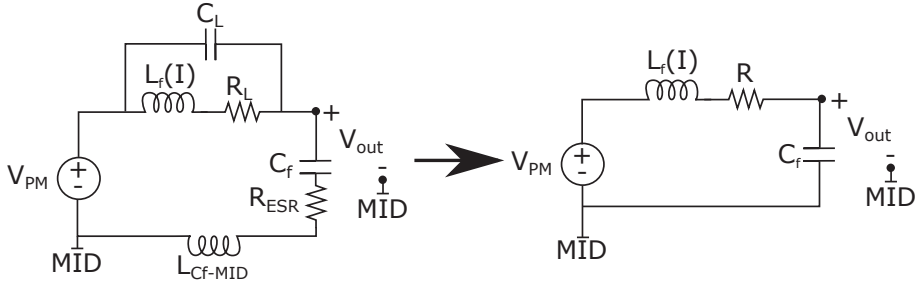 C_L
L_f(I)
R_L
+
V_out
-
MID
C_f
R_ESR
V_PM
+
-
MID
L_Cf-MID
L_f(I)
R
+
V_out
-
MID
C_f
V_PM
+
-
MID